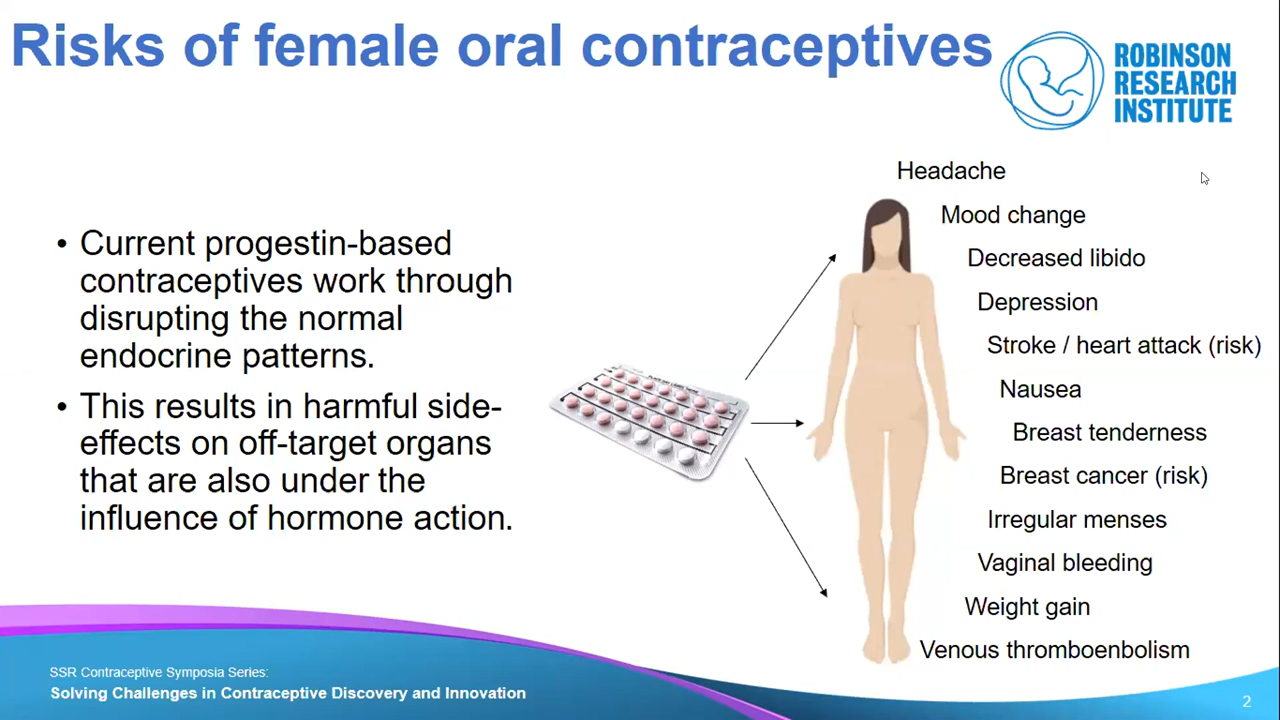 Risks of female oral contraceptives
ROBINSON
RESEARCH
INSTITUTE
• Current progestin-based
contraceptives work through
disrupting the normal
endocrine patterns.
• This results in harmful side-
effects on off-target organs
that are also under the
influence of hormone action.
Headache
Mood change
Decreased libido
Depression
Stroke / heart attack (risk)
Nausea
Breast tenderness
Breast cancer (risk)
Irregular menses
Vaginal bleeding
Weight gain
Venous thromboenbolism
SSR Contraceptive Symposia Series:
Solving Challenges in Contraceptive Discovery and Innovation
2